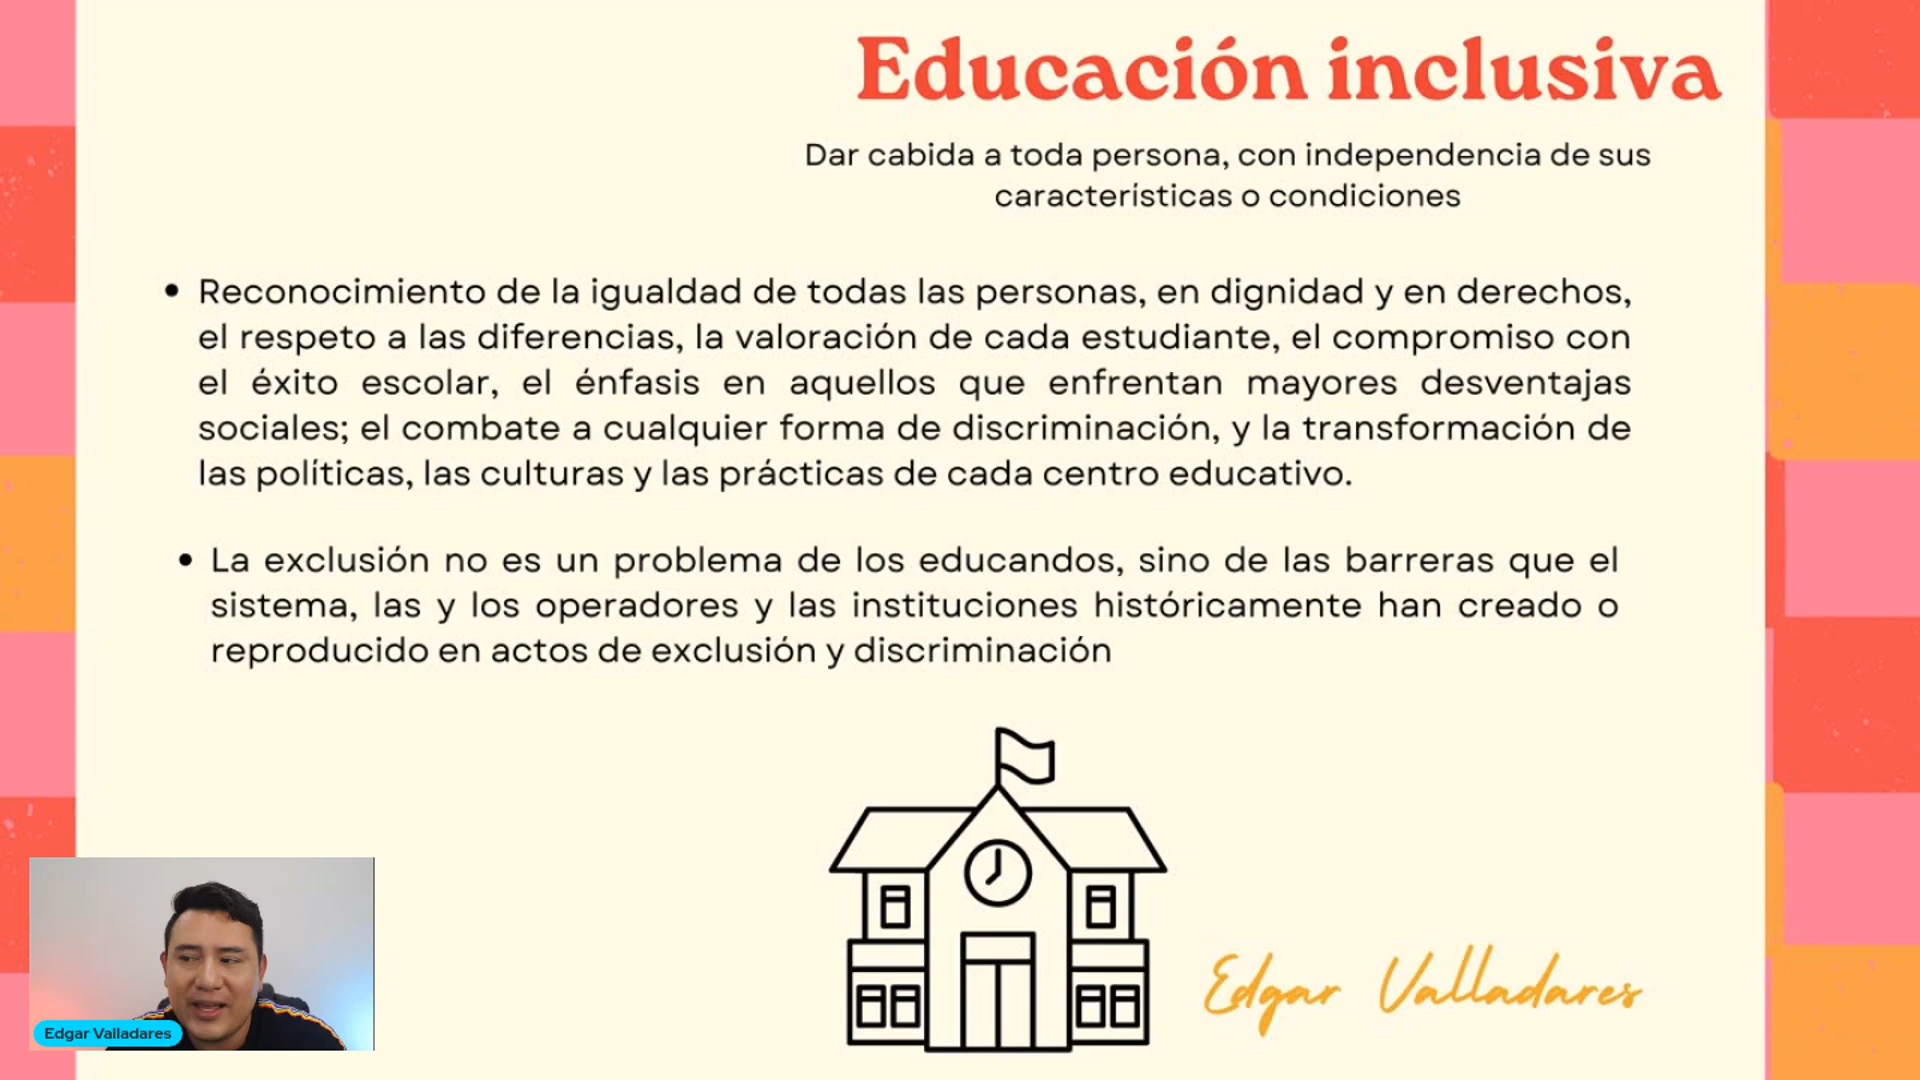 Educación inclusiva
Dar cabida a toda persona, con independencia de sus
características o condiciones
• Reconocimiento de la igualdad de todas las personas, en dignidad y en derechos,
el respeto a las diferencias, la valoración de cada estudiante, el compromiso con
el éxito escolar, el énfasis en aquellos que enfrentan mayores desventajas
sociales; el combate a cualquier forma de discriminación, y la transformación de
las políticas, las culturas y las prácticas de cada centro educativo.
• La exclusión no es un problema de los educandos, sino de las barreras que el
sistema, las y los operadores y las instituciones históricamente han creado o
reproducido en actos de exclusión y discriminación
Edgar Valladares
Edgar Valladares